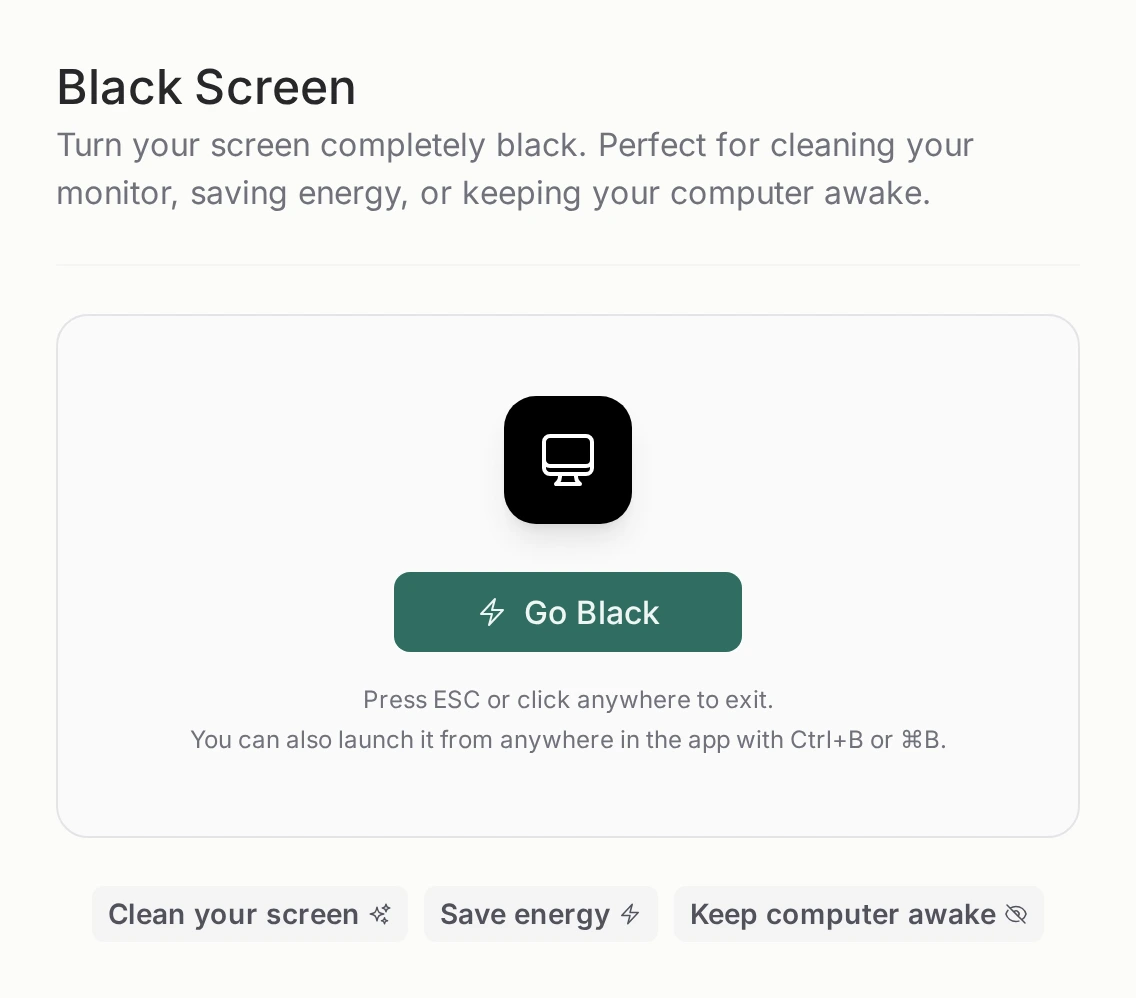 Black Screen
Turn your screen completely black. Perfect for cleaning your
monitor, saving energy, or keeping your computer awake.
Go Black
Press ESC or click anywhere to exit.
You can also launch it from anywhere in the app with Ctrl+B or ⌘B.
Clean your screen
Save energy
Keep computer awake